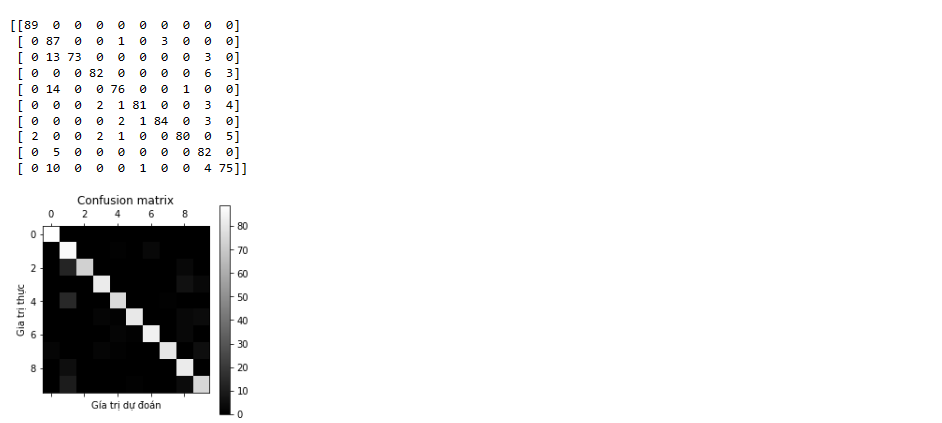 [[89 0 0 0 0 0 0 0 0 0]
[ 0 87 0 0 1 0 3 0 0 0]
[ 0 13 73 0 0 0 0 0 3 0]
[ 0 0 0 82 0 0 0 0 6 3]
[ 0 14 0 0 76 0 0 1 0 0]
[ 0 0 0 2 1 81 0 0 3 4]
[ 0 0 0 0 2 1 84 0 3 0]
[ 2 0 0 2 1 0 0 80 0 5]
[ 0 5 0 0 0 0 0 0 82 0]
[ 0 10 0 0 0 1 0 0 4 75]]
Confusion matrix
0 2 4 6 8
0
2
4
6
8
Gía trị thực
Gía trị dự đoán
80
70
60
50
40
30
20
10
0